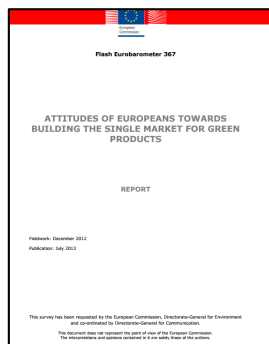 European
Commission
Flash Eurobarometer 367
ATTITUDES OF EUROPEANS TOWARDS
BUILDING THE SINGLE MARKET FOR GREEN
PRODUCTS
REPORT
Fieldwork: December 2012
Publication: July 2013
This survey has been requested by the European Commission, Directorate-General for Environment
and co-ordinated by Directorate-General for Communication.
This document does not represent the point of view of the European Commission.
The interpretations and opinions contained in it are solely those of the authors.